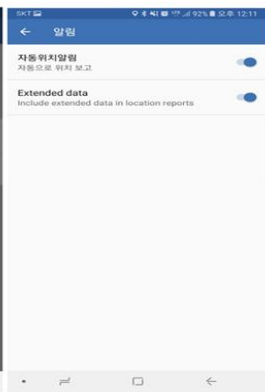 SKT 92% 오후 12:11
← 알림
자동위치알림
자동으로 위치 보고
Extended data
Include extended data in location reports